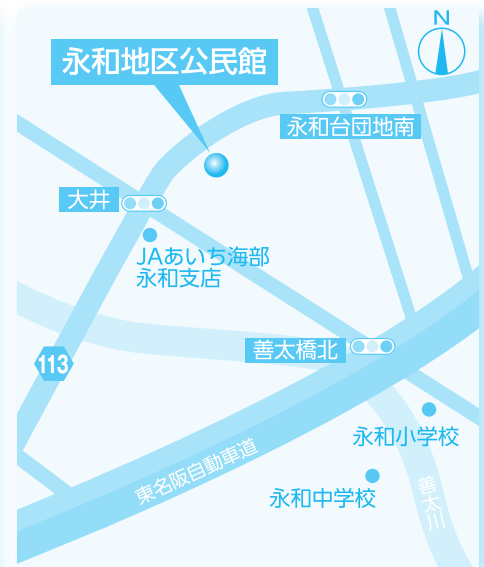 N
永和地区公民館
永和台団地南
大井
JAあいち海部
永和支店
善太橋北
113
永和小学校
東名阪自動車道
永和中学校
善太川